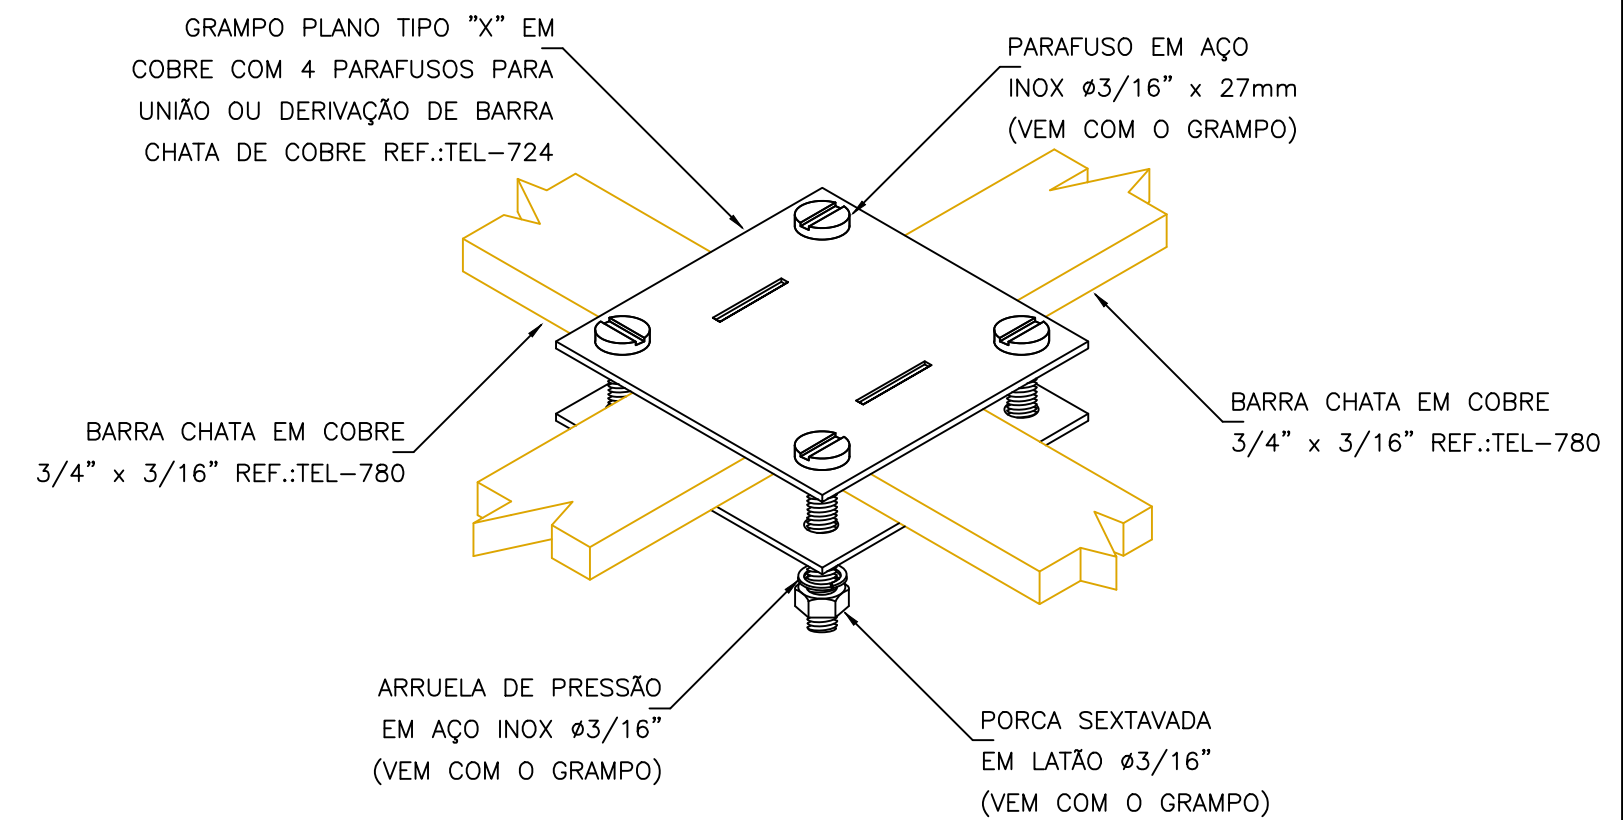 GRAMPO PLANO TIPO "X" EM
COBRE COM 4 PARAFUSOS PARA
UNIÃO OU DERIVAÇÃO DE BARRA
CHATA DE COBRE REF.:TEL-724
PARAFUSO EM AÇO
INOX ø3/16" x 27mm
(VEM COM O GRAMPO)
BARRA CHATA EM COBRE
3/4" x 3/16" REF.:TEL-780
BARRA CHATA EM COBRE
3/4" x 3/16" REF.:TEL-780
ARRUELA DE PRESSÃO
EM AÇO INOX ø3/16"
(VEM COM O GRAMPO)
PORCA SEXTAVADA
EM LATÃO ø3/16"
(VEM COM O GRAMPO)